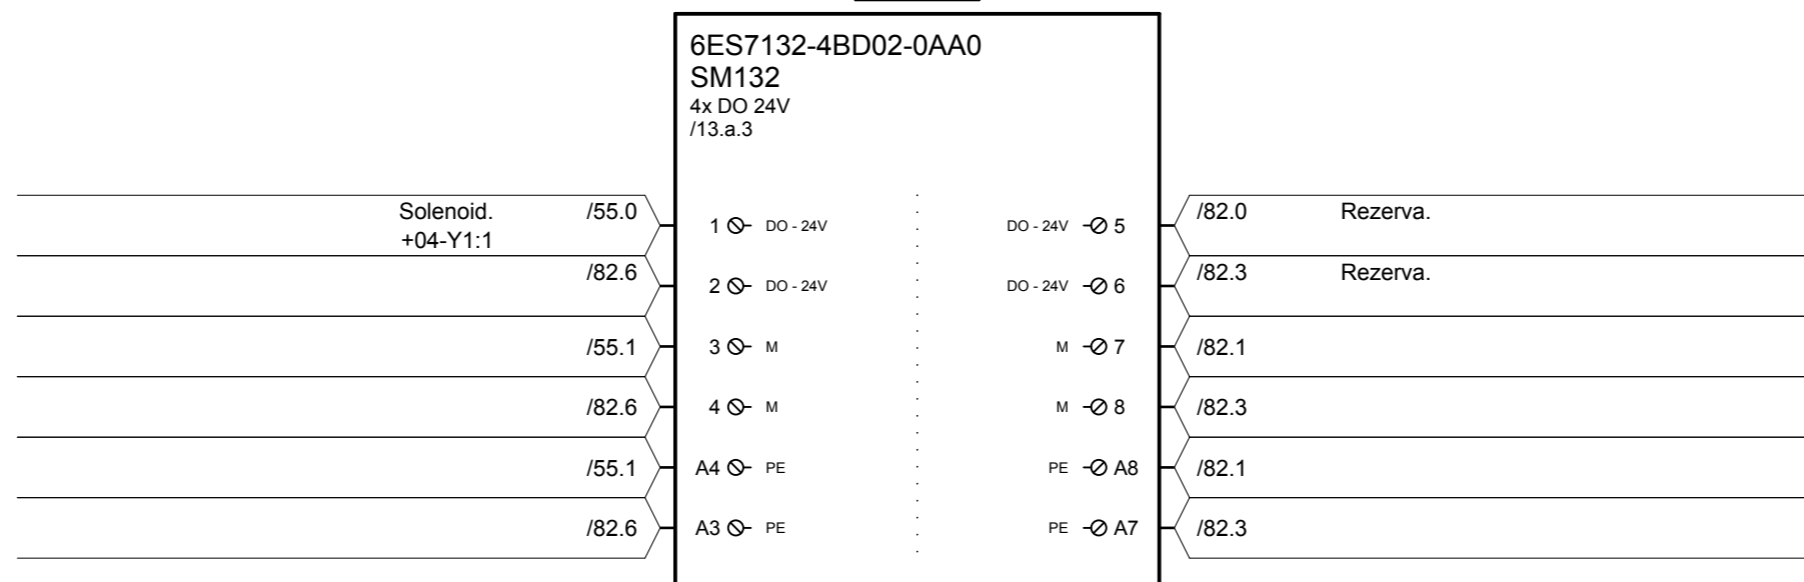 6ES7132-4BD02-0AA0
SM132
4x DO 24V
/13.a.3
Solenoid. /55.0 1 DO - 24V DO - 24V 5 /82.0 Rezerva.
+04-Y1:1
/82.6 2 DO - 24V DO - 24V 6 /82.3 Rezerva.
/55.1 3 M M 7 /82.1
/82.6 4 M M 8 /82.3
/55.1 A4 PE PE A8 /82.1
/82.6 A3 PE PE A7 /82.3